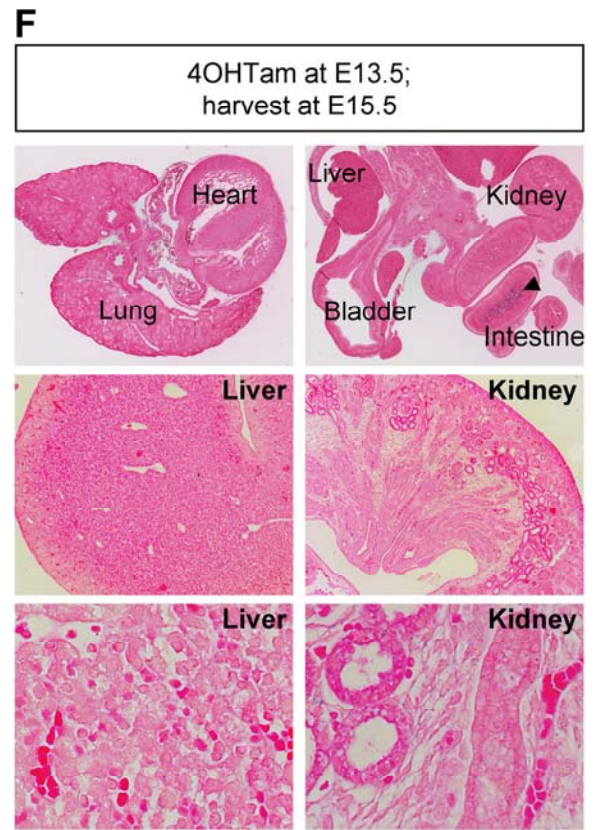 F
4OHTam at E13.5;
harvest at E15.5
Heart
Lung
Liver
Kidney
Bladder
Intestine
Liver
Kidney
Liver
Kidney